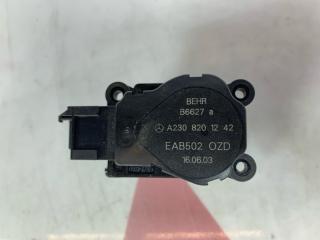 BEHR
B6627 a
A230 820 12 42
EAB502 OZD
16.06.03